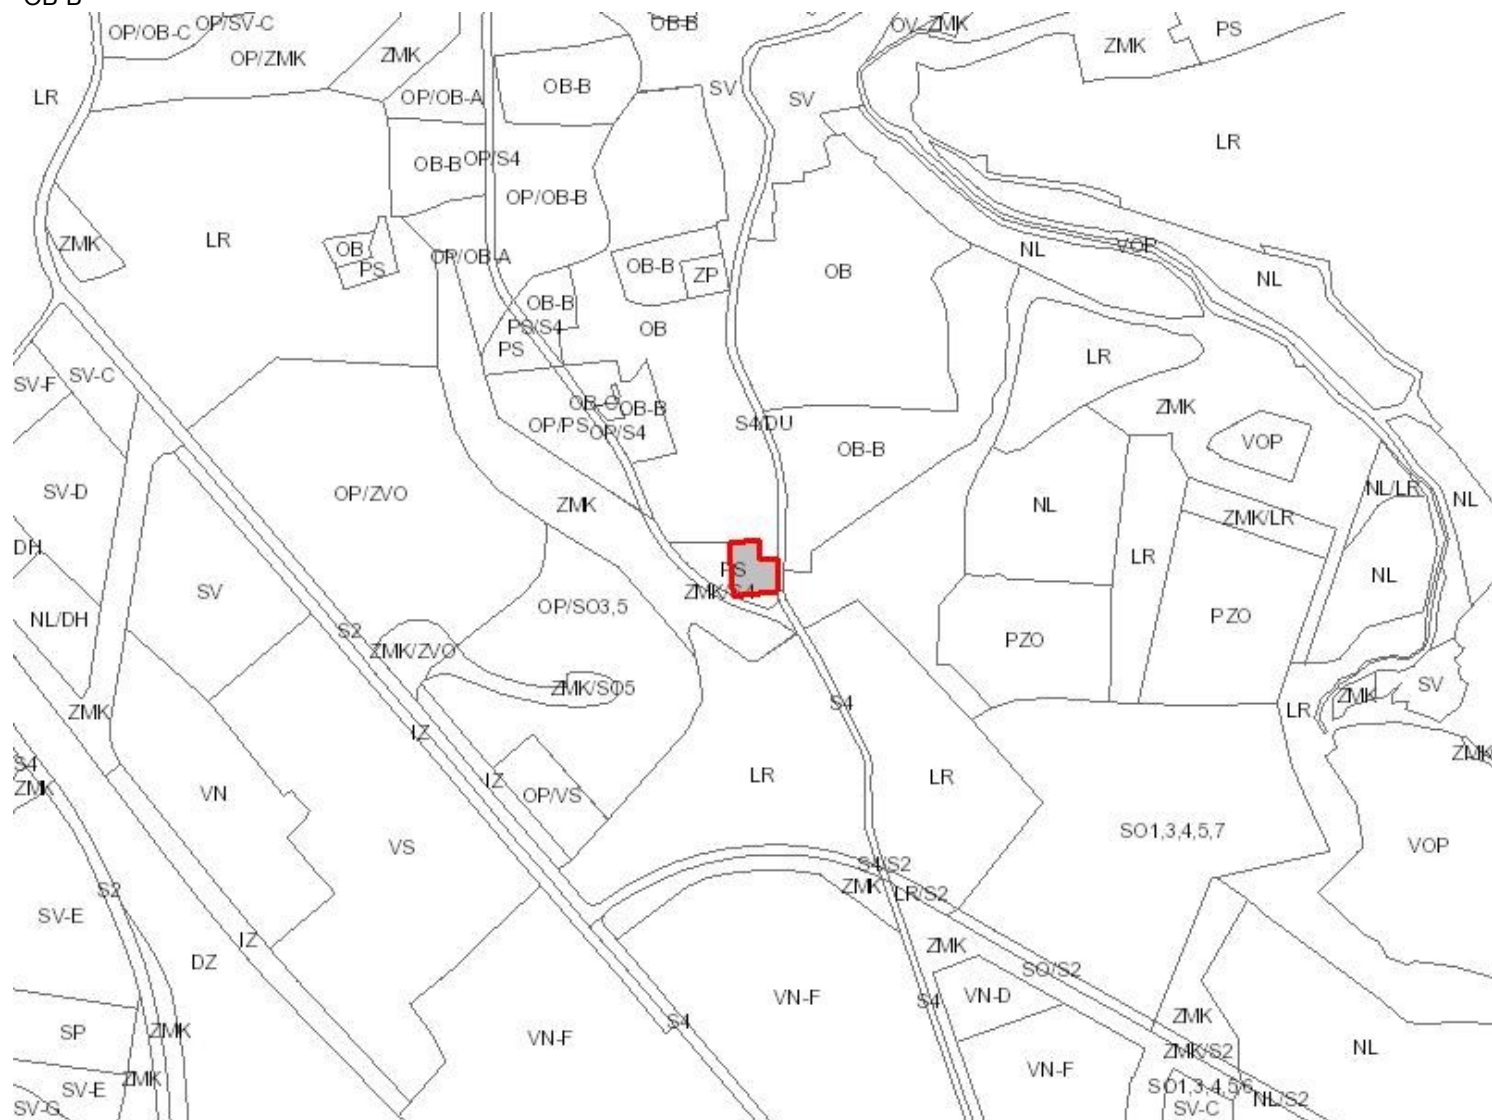 OB-B
OP/OB-C
OP/SV-C
OB-B
OV-ZMK
PS
ZMK
OP/ZMK
ZMK
LR
OP/OB-A
OB-B
SV
SV
LR
OB-B
OP/S4
OP/OB-B
ZMK
LR
OB
PS
OP/OB-A
OB-B
ZP
OB
NL
VOP
NL
OB-B
PS/S4
PS
OB
LR
SV-F
SV-C
OB-C
OB-B
OP/PS
OP/S4
S4/DU
ZMK
VOP
OB-B
SV-D
OP/ZVO
ZMK
NL
NL/LR
NL
ZMK/LR
DH
LR
PS
NL
SV
ZMK/S4
OP/SO3,5
NL/DH
S2
PZO
PZO
ZMK/ZVO
ZMK/SO5
SV
ZMK
ZMK
S4
LR
IZ
ZMK
S4
ZMK
IZ
VN
OP/VS
LR
LR
VS
SO1,3,4,5,7
VOP
S4/S2
ZMK
LR/S2
S2
SV-E
IZ
ZMK
DZ
SO/S2
VN-F
VN-D
S4
S4
SP
ZMK
VN-F
ZMK
NL
ZMK/S2
VN-F
ZMK
SV-E
SO1,3,4,5,6
NL/S2
SV-G
SV-C